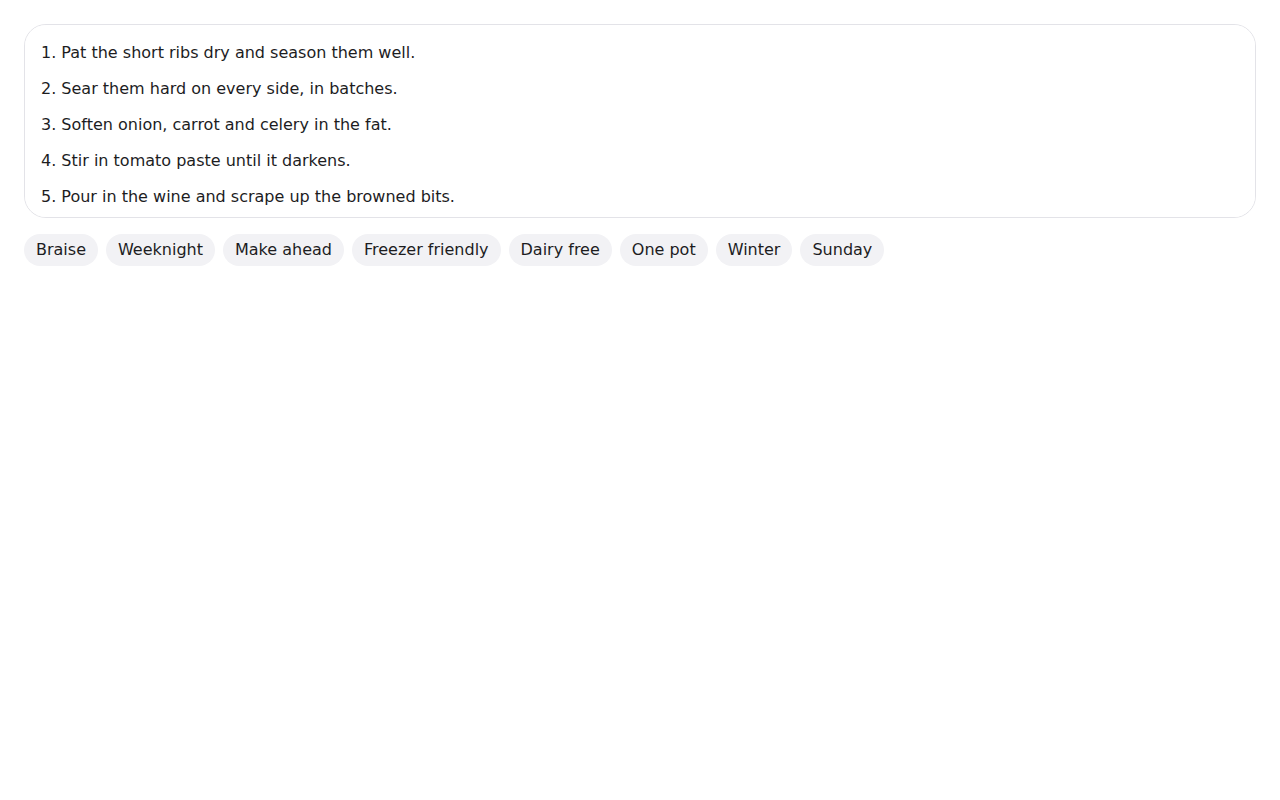 1. Pat the short ribs dry and season them well.
2. Sear them hard on every side, in batches.
3. Soften onion, carrot and celery in the fat.
4. Stir in tomato paste until it darkens.
5. Pour in the wine and scrape up the browned bits.
Braise Weeknight Make ahead Freezer friendly Dairy free One pot Winter Sunday